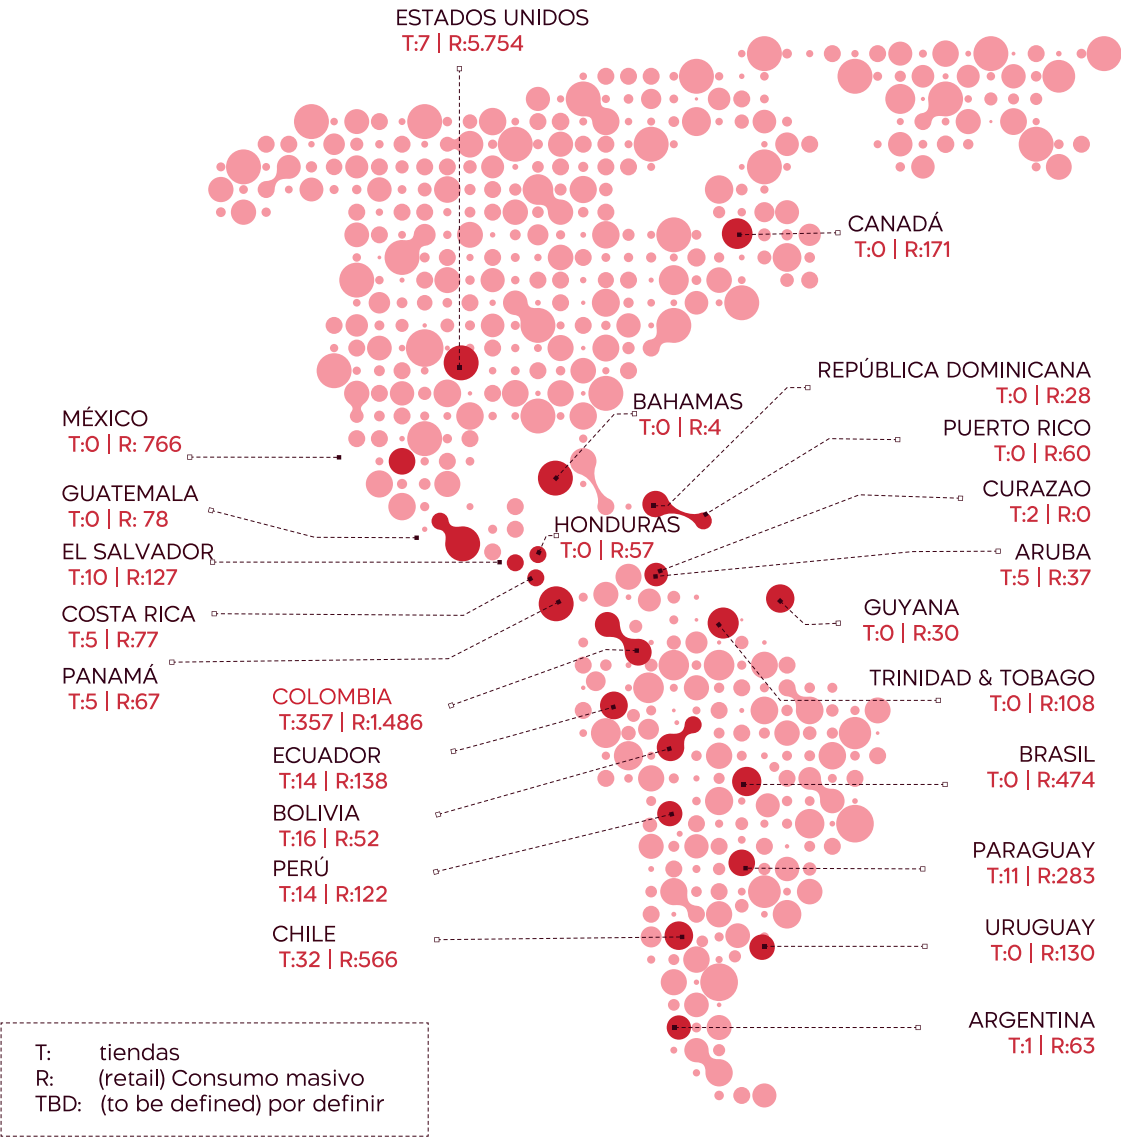 ESTADOS UNIDOS
T:7 | R:5.754
CANADÁ
T:0 | R:171
REPÚBLICA DOMINICANA
T:0 | R:28
BAHAMAS
T:0 | R:4
PUERTO RICO
T:0 | R:60
MÉXICO
T:0 | R: 766
CURAZAO
T:2 | R:0
GUATEMALA
T:0 | R: 78
HONDURAS
T:0 | R:57
EL SALVADOR
T:10 | R:127
ARUBA
T:5 | R:37
COSTA RICA
T:5 | R:77
GUYANA
T:0 | R:30
PANAMÁ
T:5 | R:67
TRINIDAD & TOBAGO
T:0 | R:108
COLOMBIA
T:357 | R:1.486
ECUADOR
T:14 | R:138
BRASIL
T:0 | R:474
BOLIVIA
T:16 | R:52
PERÚ
T:14 | R:122
PARAGUAY
T:11 | R:283
CHILE
T:32 | R:566
URUGUAY
T:0 | R:130
ARGENTINA
T:1 | R:63
T: tiendas
R: (retail) Consumo masivo
TBD: (to be defined) por definir